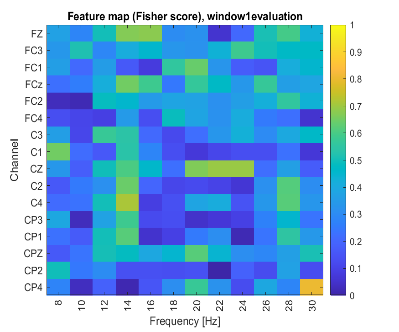 Feature map (Fisher score), window1evaluation
Channel
FZ
FC3
FC1
FCz
FC2
FC4
C3
C1
CZ
C2
C4
CP3
CP1
CPZ
CP2
CP4
8 10 12 14 16 18 20 22 24 26 28 30
Frequency [Hz]
1
0.9
0.8
0.7
0.6
0.5
0.4
0.3
0.2
0.1
0